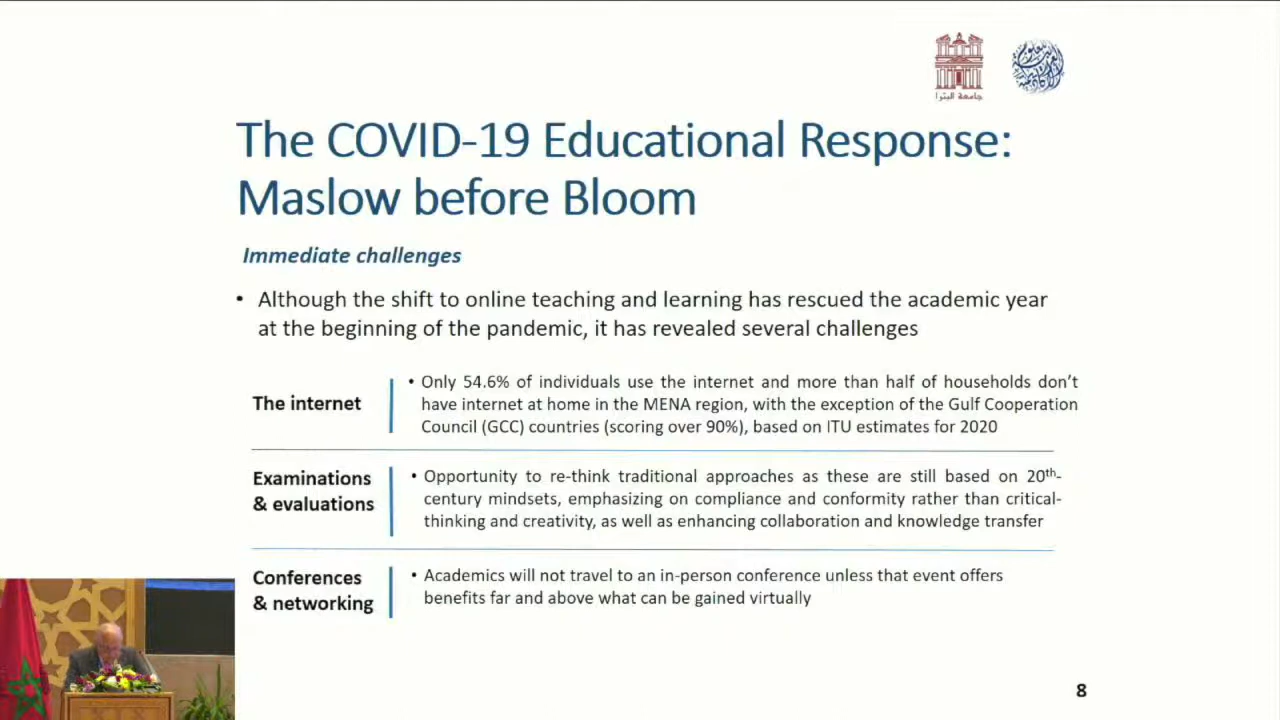 جامعة البترا
The COVID-19 Educational Response:
Maslow before Bloom
Immediate challenges
• Although the shift to online teaching and learning has rescued the academic year
at the beginning of the pandemic, it has revealed several challenges
The internet
• Only 54.6% of individuals use the internet and more than half of households don’t
have internet at home in the MENA region, with the exception of the Gulf Cooperation
Council (GCC) countries (scoring over 90%), based on ITU estimates for 2020
Examinations
& evaluations
• Opportunity to re-think traditional approaches as these are still based on 20th-
century mindsets, emphasizing on compliance and conformity rather than critical-
thinking and creativity, as well as enhancing collaboration and knowledge transfer
Conferences
& networking
• Academics will not travel to an in-person conference unless that event offers
benefits far and above what can be gained virtually
8